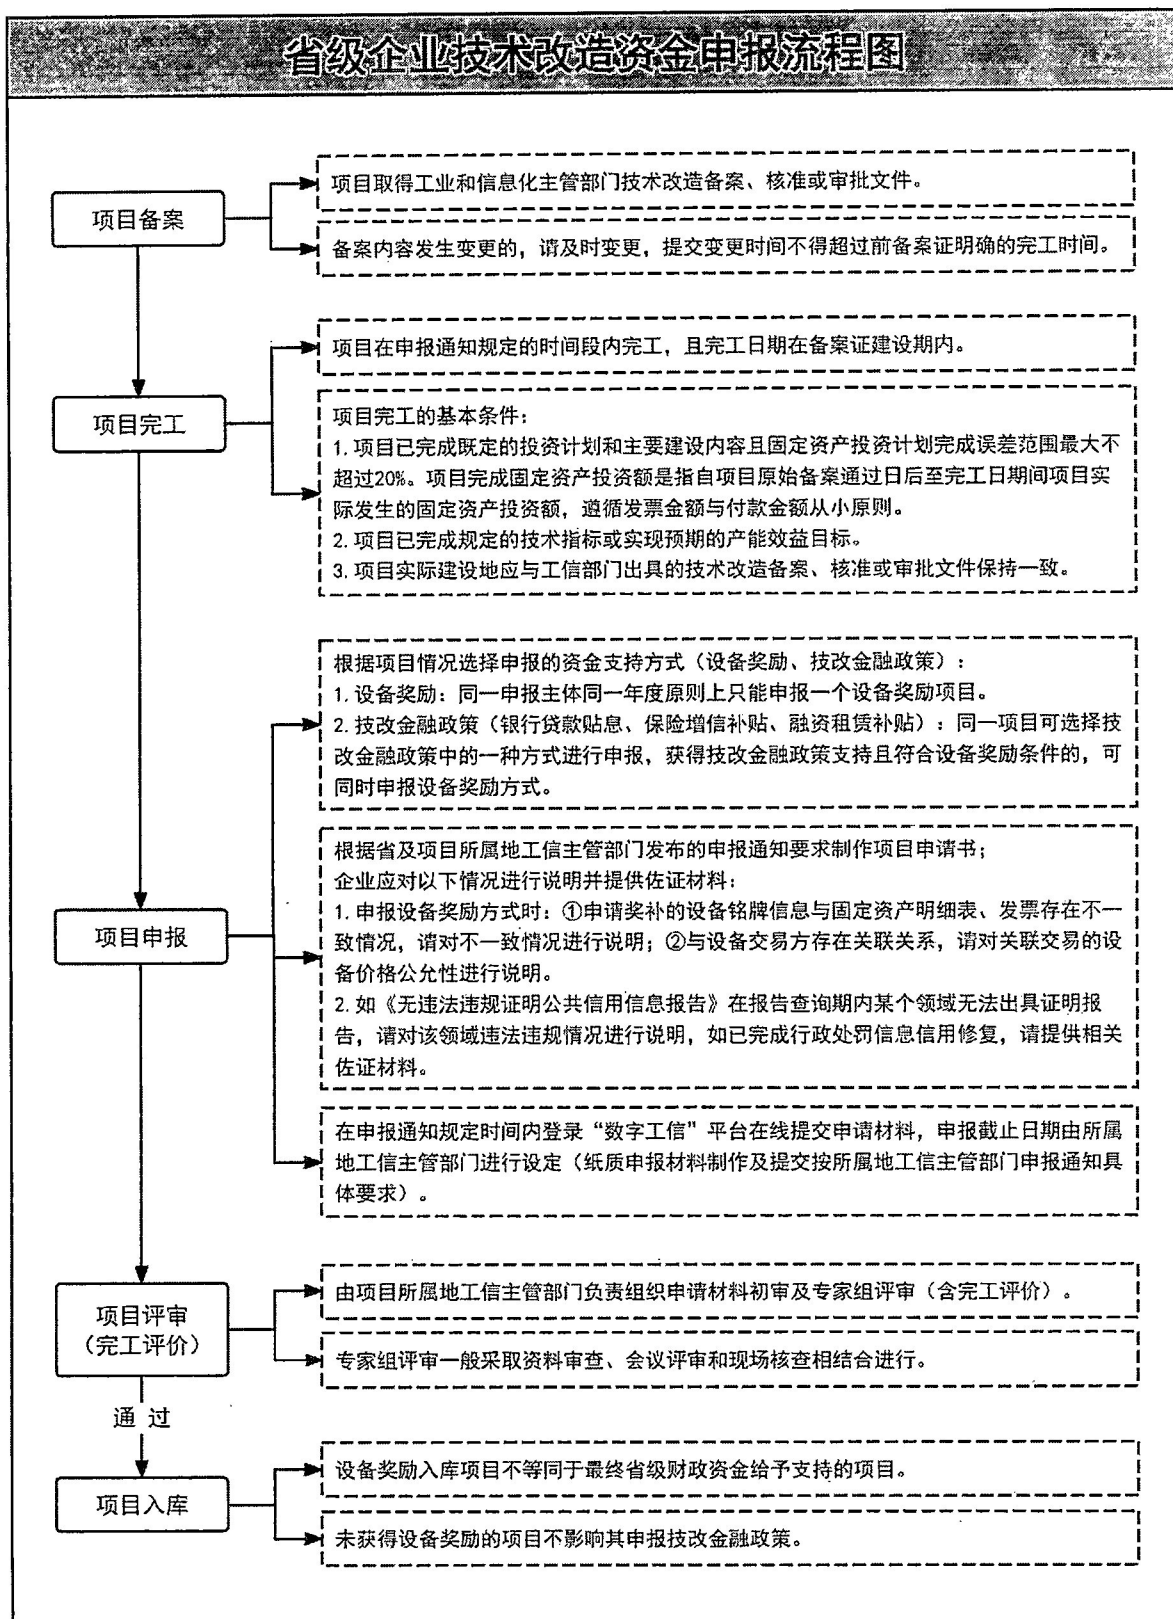 省级企业技术改造资金申报流程图
项目备案
项目取得工业和信息化主管部门技术改造备案、核准或审批文件。
备案内容发生变更的，请及时变更，提交变更时间不得超过前备案证明确的完工时间。
项目完工
项目在申报通知规定的时间段内完工，且完工日期在备案证建设期内。
项目完工的基本条件：
1. 项目已完成既定的投资计划和主要建设内容且固定资产投资计划完成误差范围最大不
超过20%。项目完成固定资产投资额是指自项目原始备案通过日后至完工日期间项目实
际发生的固定资产投资额，遵循发票金额与付款金额从小原则。
2. 项目已完成规定的技术指标或实现预期的产能效益目标。
3. 项目实际建设地应与工信部门出具的技术改造备案、核准或审批文件保持一致。
项目申报
根据项目情况选择申报的资金支持方式（设备奖励、技改金融政策）：
1. 设备奖励：同一申报主体同一年度原则上只能申报一个设备奖励项目。
2. 技改金融政策（银行贷款贴息、保险增信补贴、融资租赁补贴）：同一项目可选择技
改金融政策中的一种方式进行申报，获得技改金融政策支持且符合设备奖励条件的，可
同时申报设备奖励方式。
根据省及项目所属地工信主管部门发布的申报通知要求制作项目申请书；
企业应对以下情况进行说明并提供佐证材料：
1. 申报设备奖励方式时：①申请奖补的设备铭牌信息与固定资产明细表、发票存在不一
致情况，请对不一致情况进行说明；②与设备交易方存在关联关系，请对关联交易的设
备价格公允性进行说明。
2. 如《无违法违规证明公共信用信息报告》在报告查询期内某个领域无法出具证明报
告，请对该领域违法违规情况进行说明，如已完成行政处罚信息信用修复，请提供相关
佐证材料。
在申报通知规定时间内登录“数字工信”平台在线提交申请材料，申报截止日期由所属
地工信主管部门进行设定（纸质申报材料制作及提交按所属地工信主管部门申报通知具
体要求）。
项目评审
（完工评价）
由项目所属地工信主管部门负责组织申请材料初审及专家组评审（含完工评价）。
专家组评审一般采取资料审查、会议评审和现场核查相结合进行。
通 过
项目入库
设备奖励入库项目不等同于最终省级财政资金给予支持的项目。
未获得设备奖励的项目不影响其申报技改金融政策。